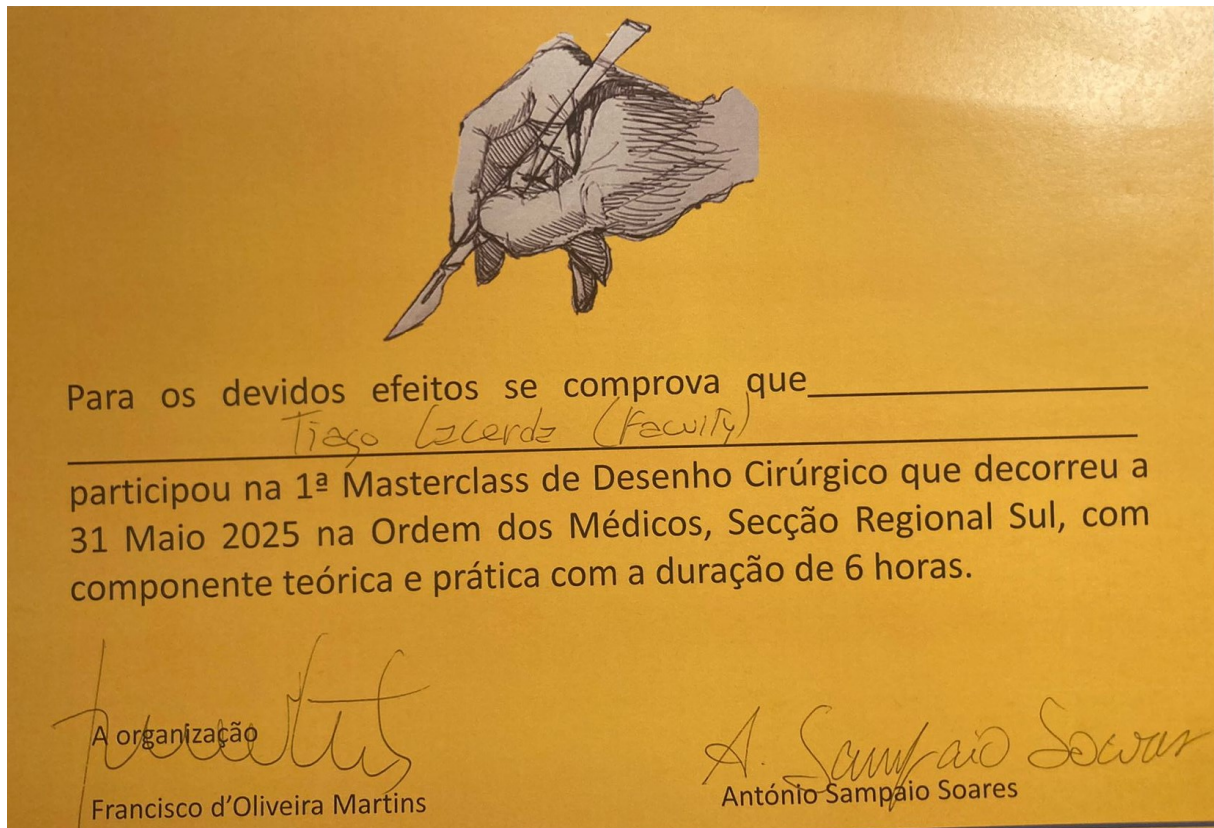 Para os devidos efeitos se comprova que
Tiago Lacerda (Faculty)
participou na 1ª Masterclass de Desenho Cirúrgico que decorreu a
31 Maio 2025 na Ordem dos Médicos, Secção Regional Sul, com
componente teórica e prática com a duração de 6 horas.
A organização
Francisco d'Oliveira Martins
A. Sampaio Soares
António Sampaio Soares